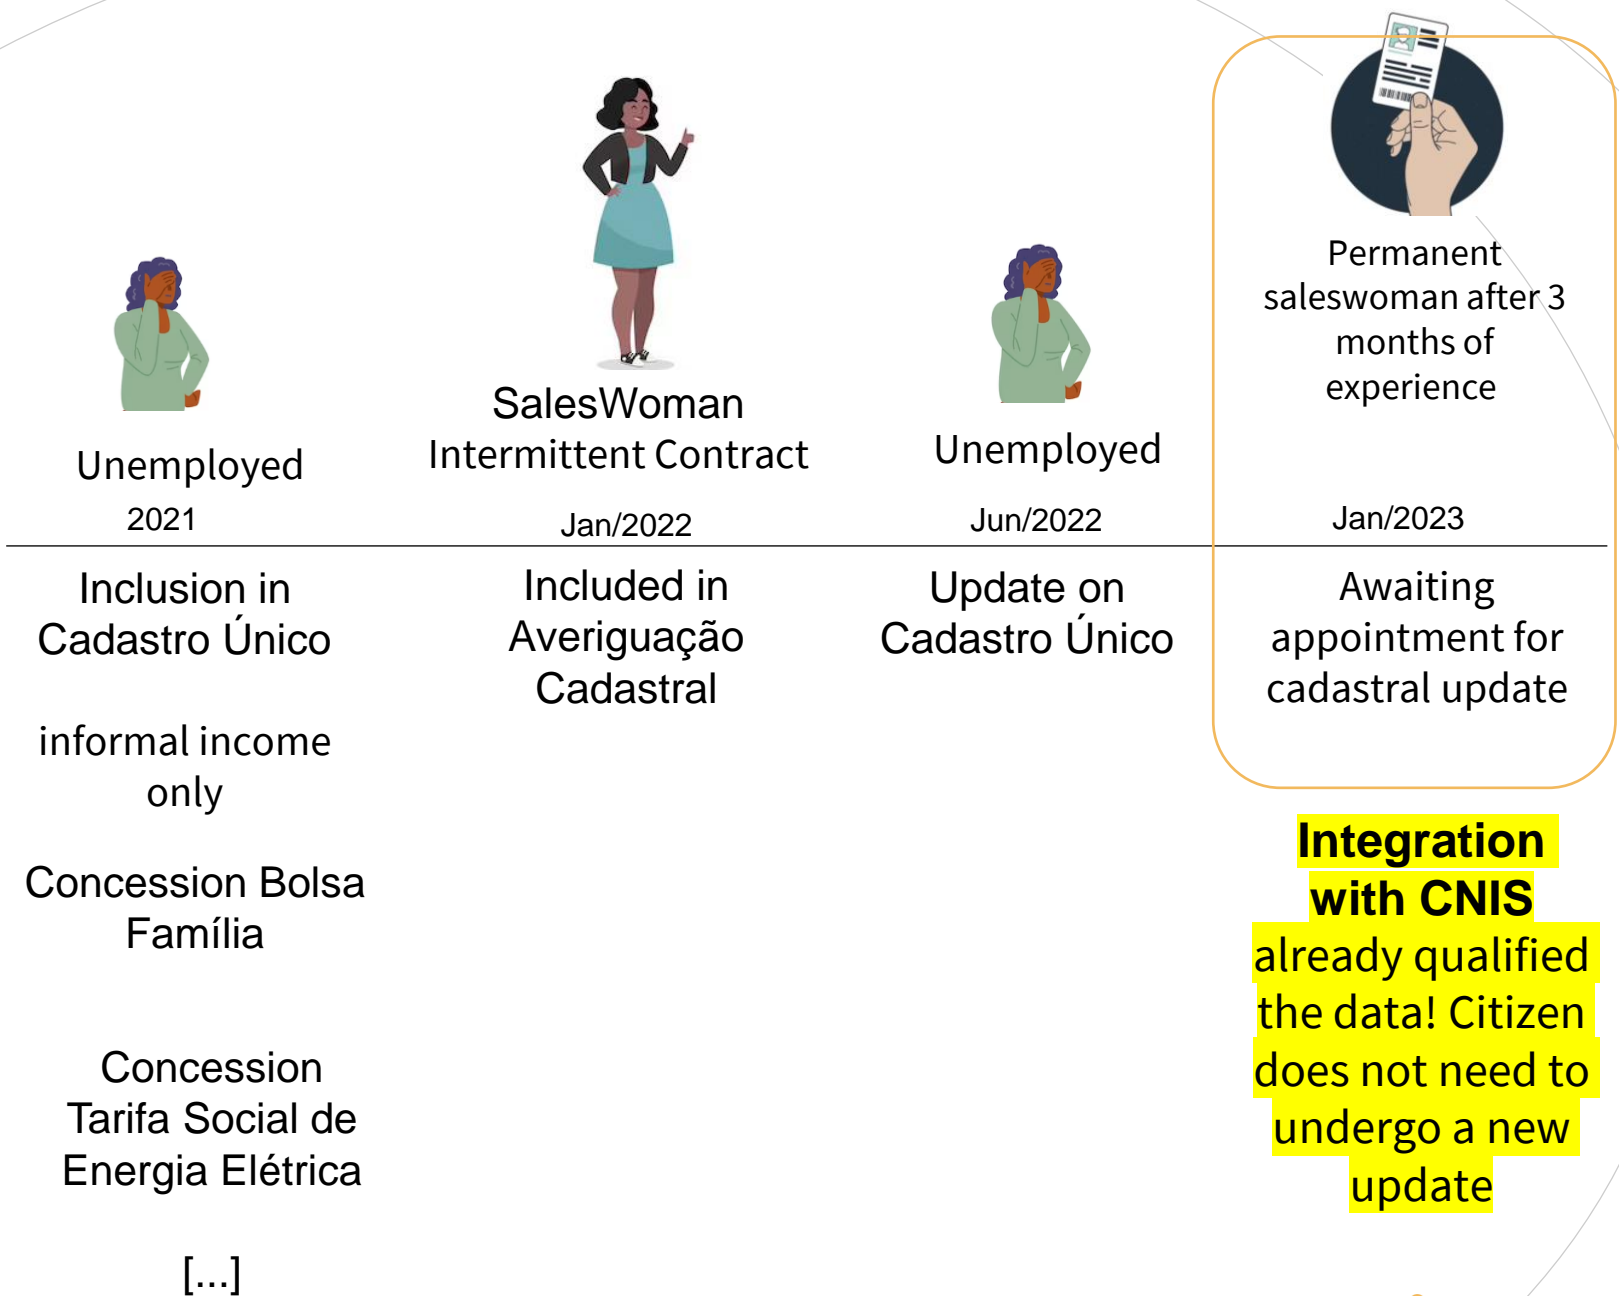 Unemployed
2021
Inclusion in
Cadastro Único
informal income
only
Concession Bolsa
Família
Concession
Tarifa Social de
Energia Elétrica
[...]
SalesWoman
Intermittent Contract
Jan/2022
Included in
Averiguação
Cadastral
Unemployed
Jun/2022
Update on
Cadastro Único
Permanent
saleswoman after 3
months of
experience
Jan/2023
Awaiting
appointment for
cadastral update
Integration
with CNIS
already qualified
the data! Citizen
does not need to
undergo a new
update